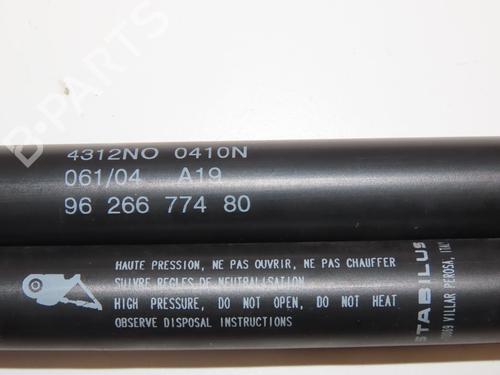 4312NO 0410N
061/04 A19
96 266 774 80
HAUTE PRESSION, NE PAS OUVRIR, NE PAS CHAUFFER
SUIVRE REGLES DE NEUTRALISATION
HIGH PRESSURE, DO NOT OPEN, DO NOT HEAT
OBSERVE DISPOSAL INSTRUCTIONS
STABILUS
VILLAR PEROSA,
B-PARTS